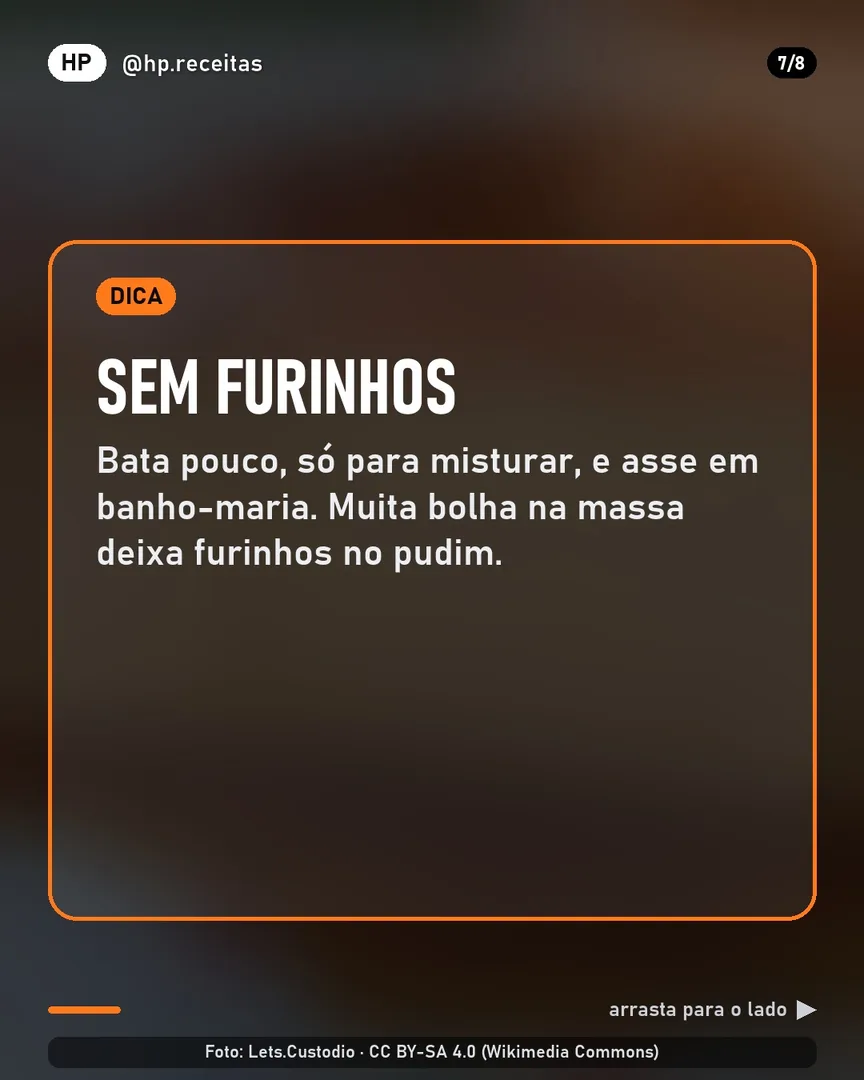 HP @hp.receitas 7/8
DICA
SEM FURINHOS
Bata pouco, só para misturar, e asse em
banho-maria. Muita bolha na massa
deixa furinhos no pudim.
arrasta para o lado ▶
Foto: Lets.Custodio · CC BY-SA 4.0 (Wikimedia Commons)